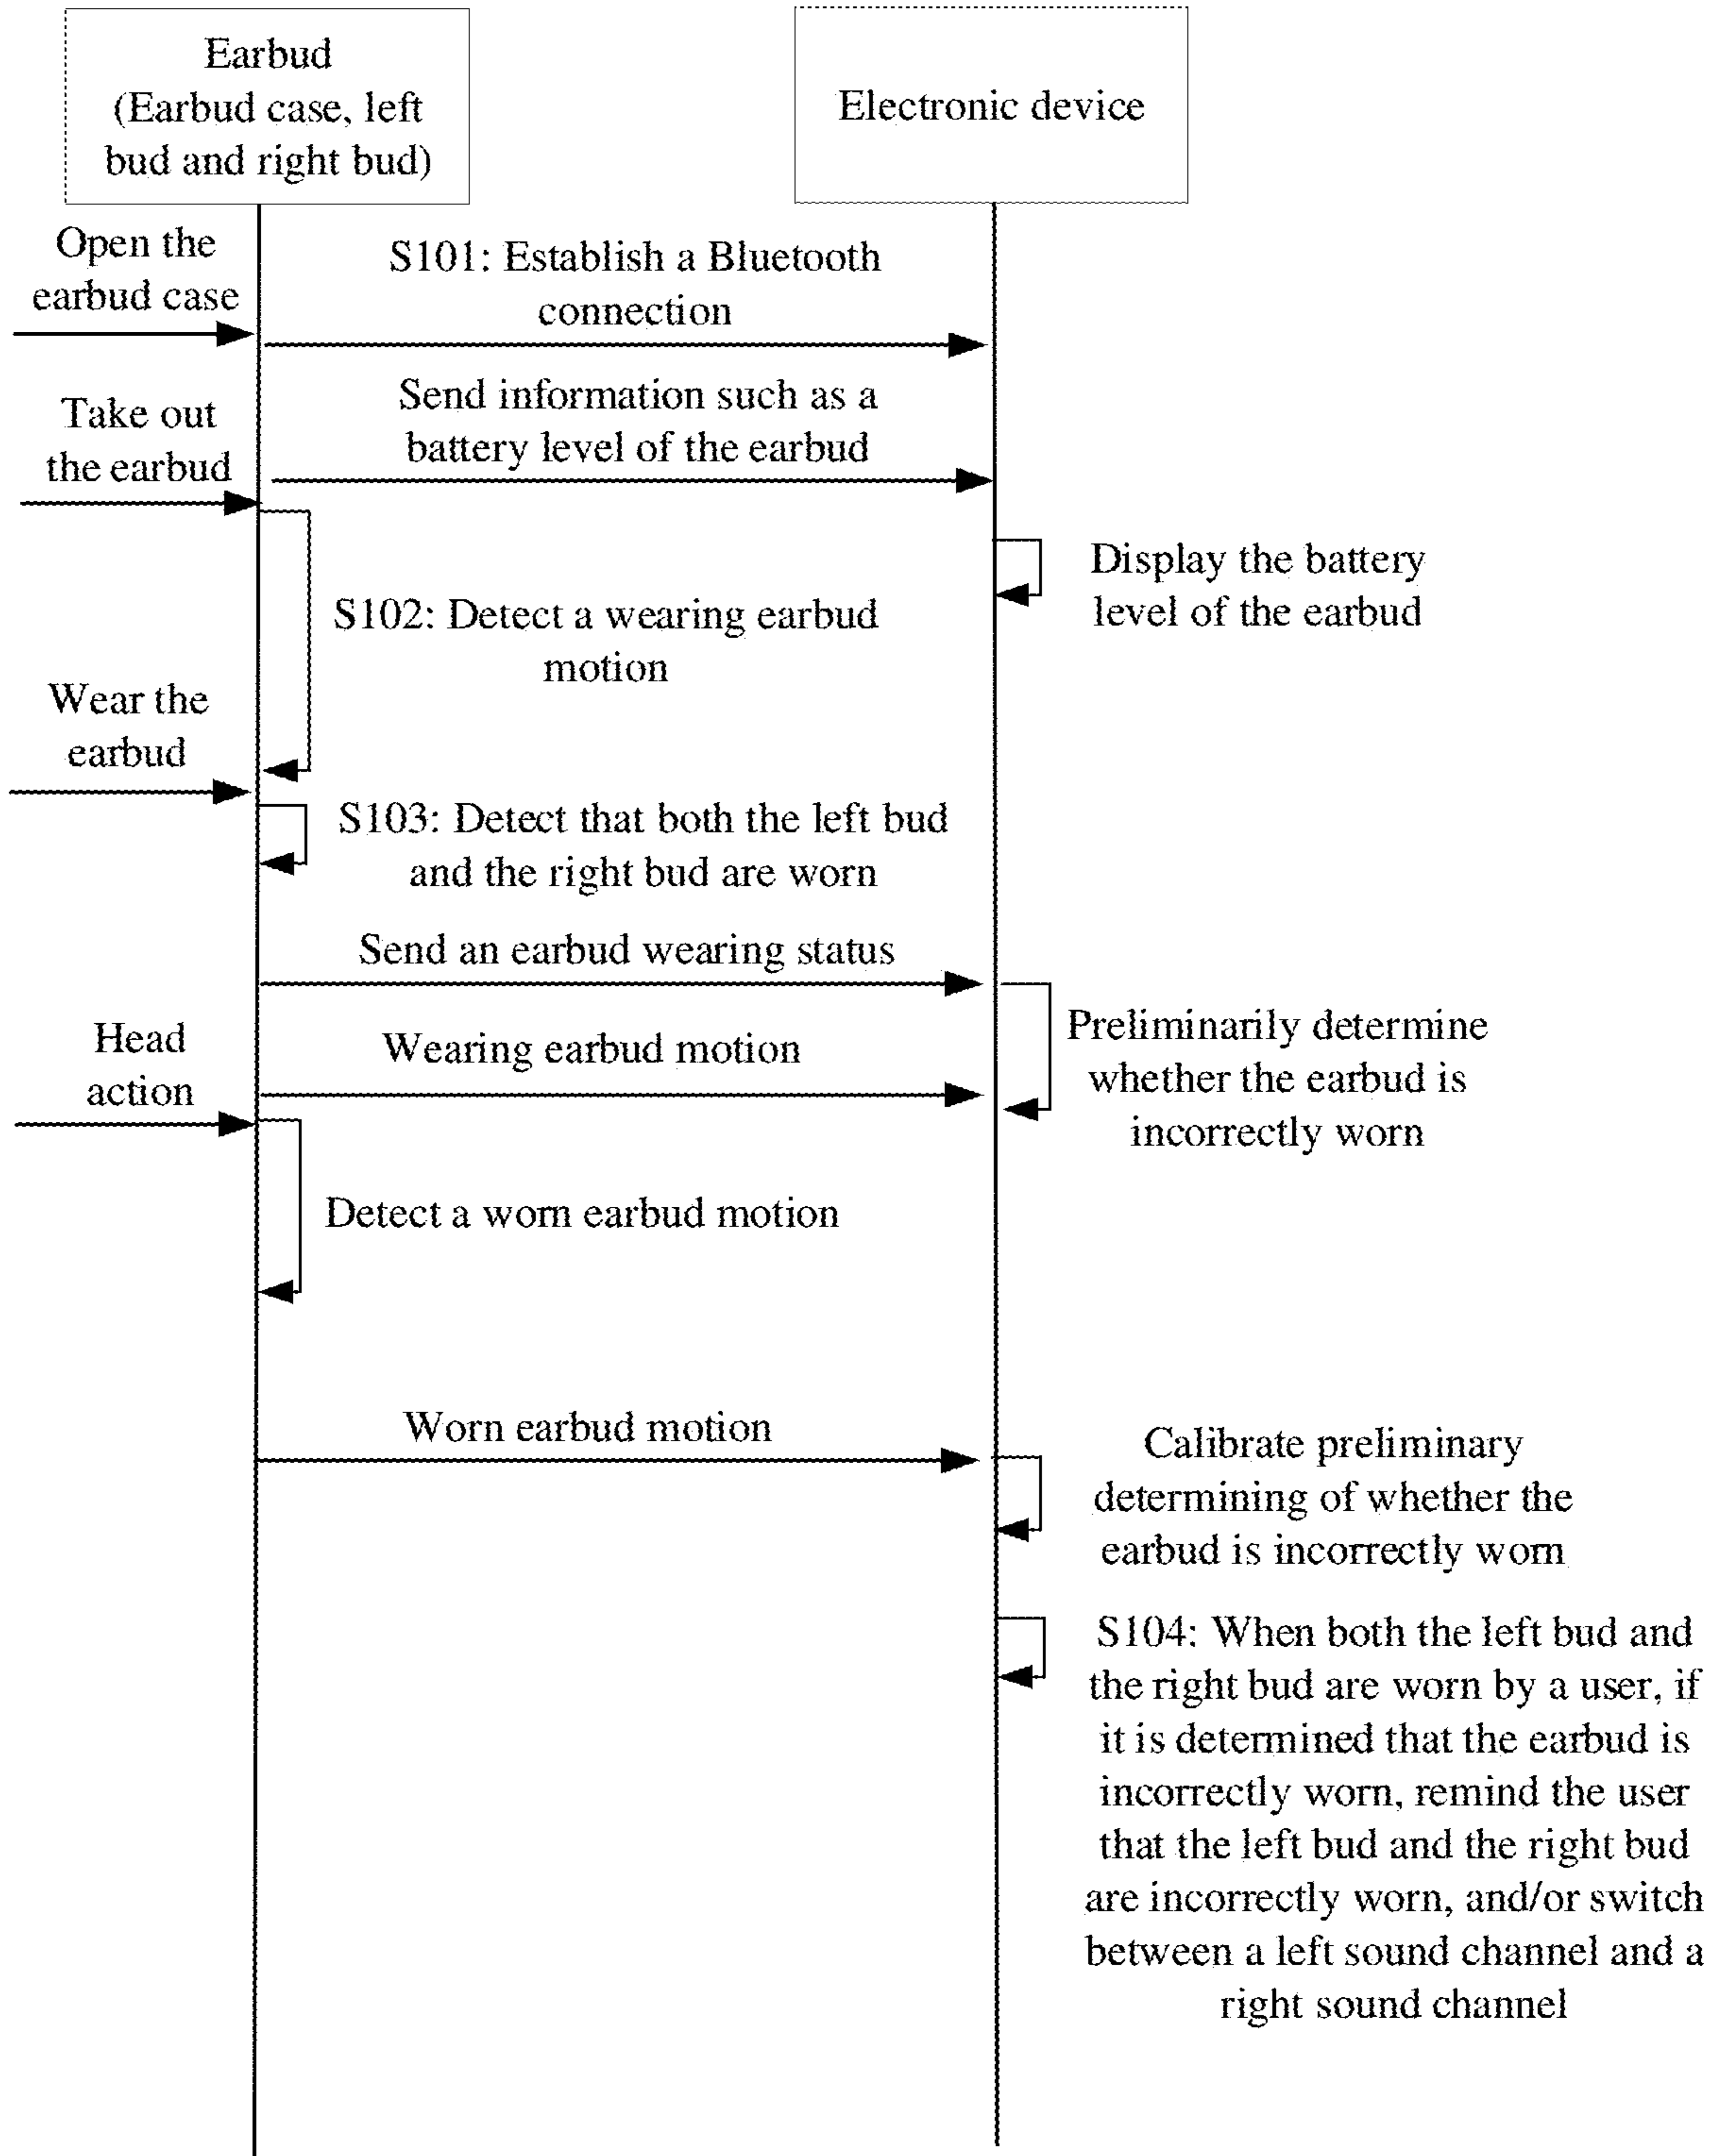 Earbud
(Earbud case, left
bud and right bud)
Electronic device
Open the
earbud case
S101: Establish a Bluetooth
connection
Take out
the earbud
Send information such as a
battery level of the earbud
Display the battery
level of the earbud
S102: Detect a wearing earbud
motion
Wear the
earbud
S103: Detect that both the left bud
and the right bud are worn
Send an earbud wearing status
Head
action
Wearing earbud motion
Preliminarily determine
whether the earbud is
incorrectly worn
Detect a worn earbud motion
Worn earbud motion
Calibrate preliminary
determining of whether the
earbud is incorrectly worn
S104: When both the left bud and
the right bud are worn by a user, if
it is determined that the earbud is
incorrectly worn, remind the user
that the left bud and the right bud
are incorrectly worn, and/or switch
between a left sound channel and a
right sound channel